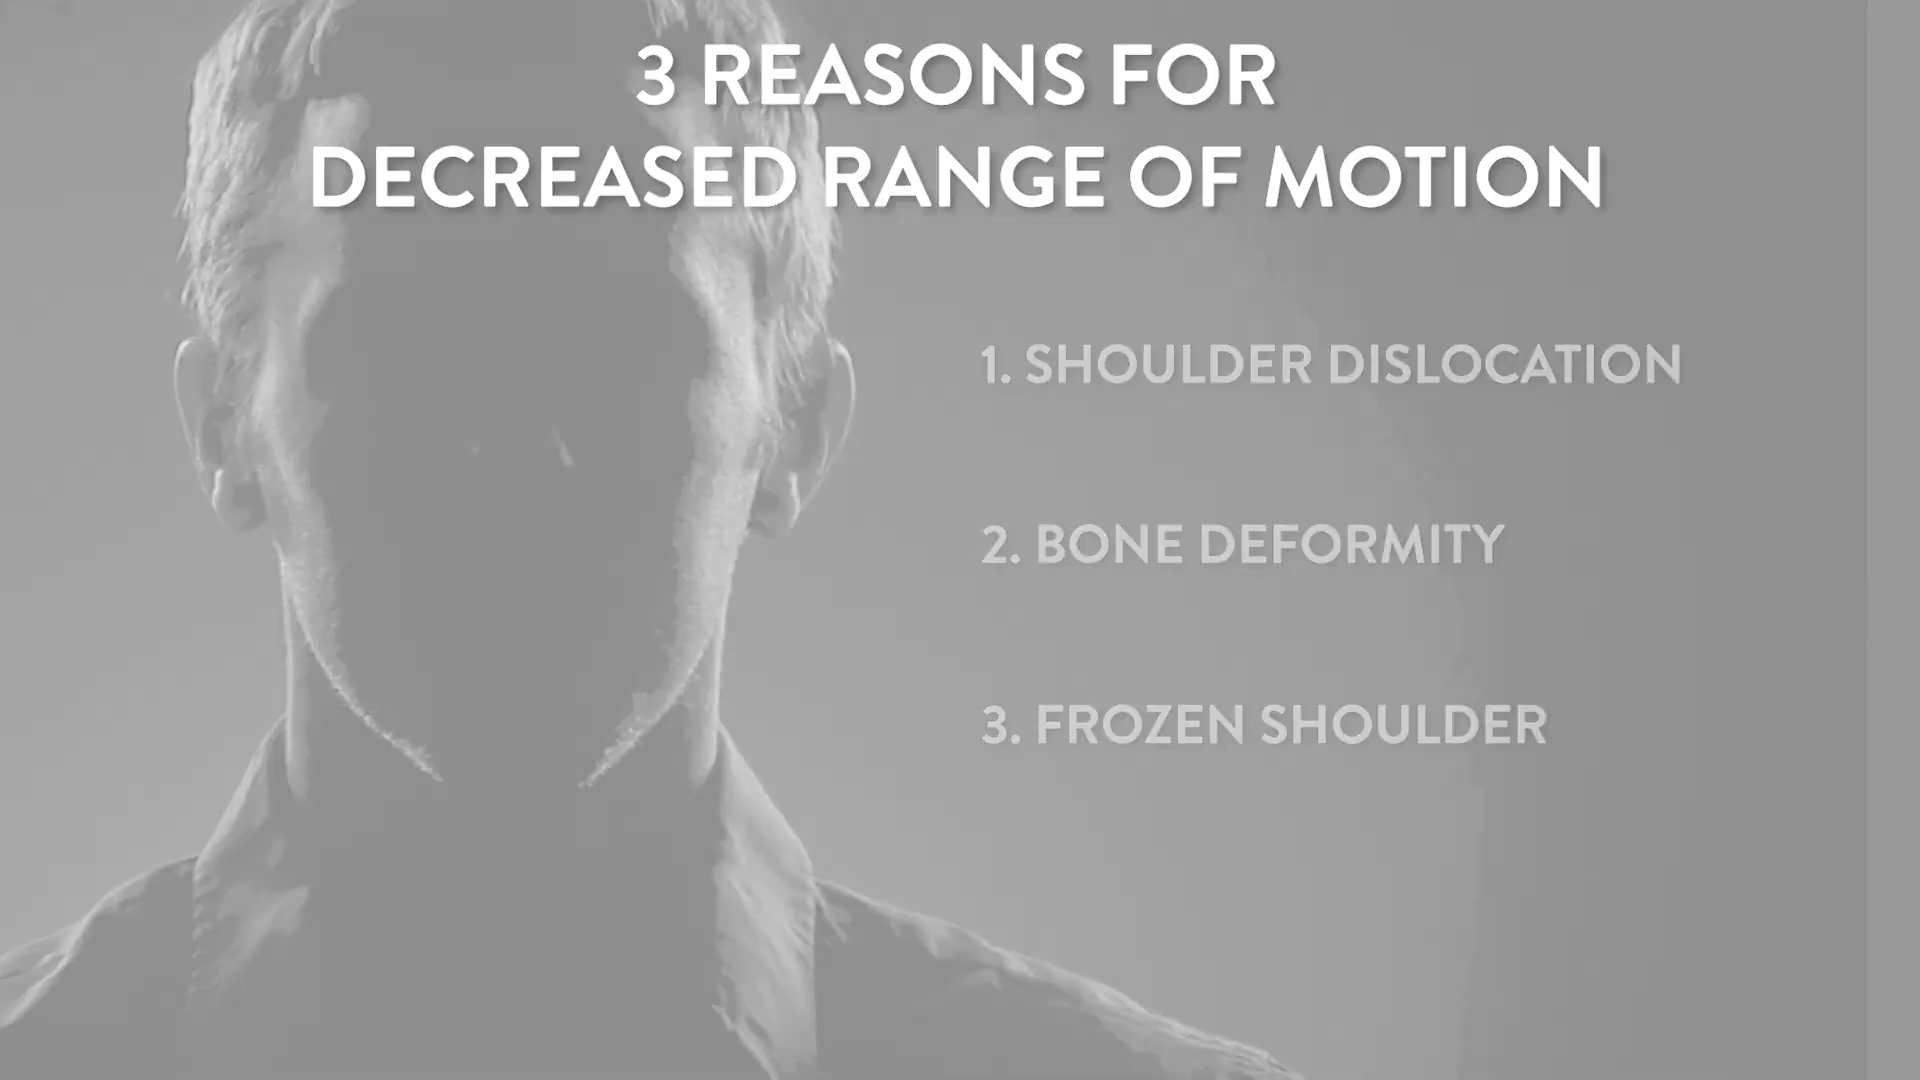 3 REASONS FOR
DECREASED RANGE OF MOTION
1. SHOULDER DISLOCATION
2. BONE DEFORMITY
3. FROZEN SHOULDER